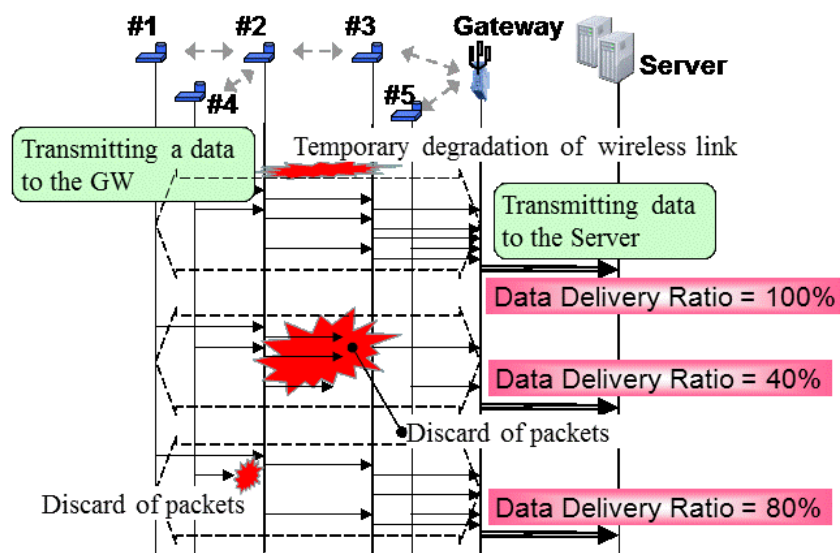 #1
#2
#3
Gateway
Server
#4
#5
Transmitting a data
to the GW
Temporary degradation of wireless link
Transmitting data
to the Server
Data Delivery Ratio = 100%
Data Delivery Ratio = 40%
Discard of packets
Discard of packets
Data Delivery Ratio = 80%